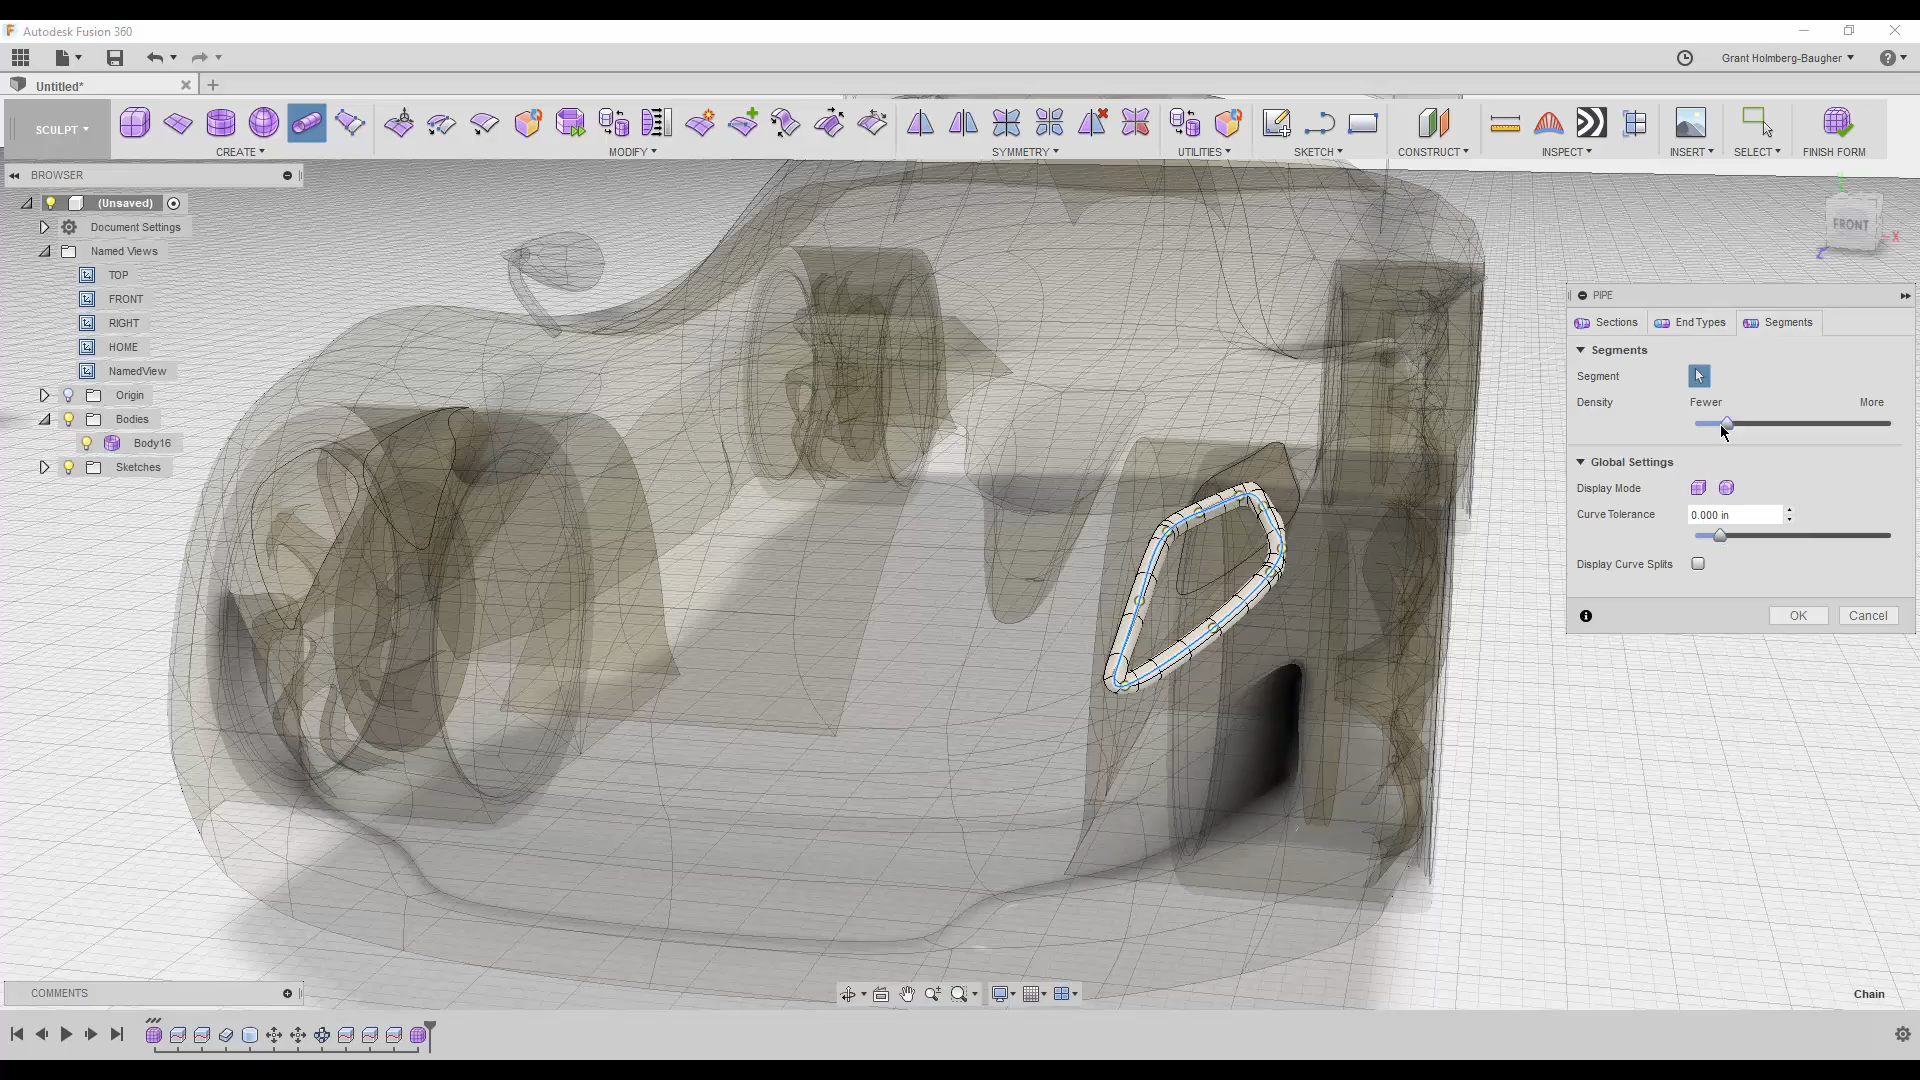 Autodesk Fusion 360
Grant Holmberg-Baugher
Untitled*
SCULPT
CREATE
MODIFY
SYMMETRY
UTILITIES
SKETCH
CONSTRUCT
INSPECT
INSERT
SELECT
FINISH FORM
BROWSER
(Unsaved)
Document Settings
Named Views
TOP
FRONT
RIGHT
HOME
NamedView
Origin
Bodies
Body16
Sketches
FRONT
X
Z
PIPE
Sections
End Types
Segments
Segments
Segment
Density
Fewer
More
Global Settings
Display Mode
Curve Tolerance
0.000 in
Display Curve Splits
OK
Cancel
COMMENTS
Chain